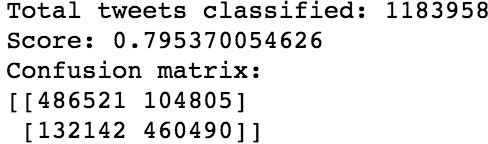 Total tweets classified: 1183958
Score: 0.795370054626
Confusion matrix:
[[486521 104805]
 [132142 460490]]